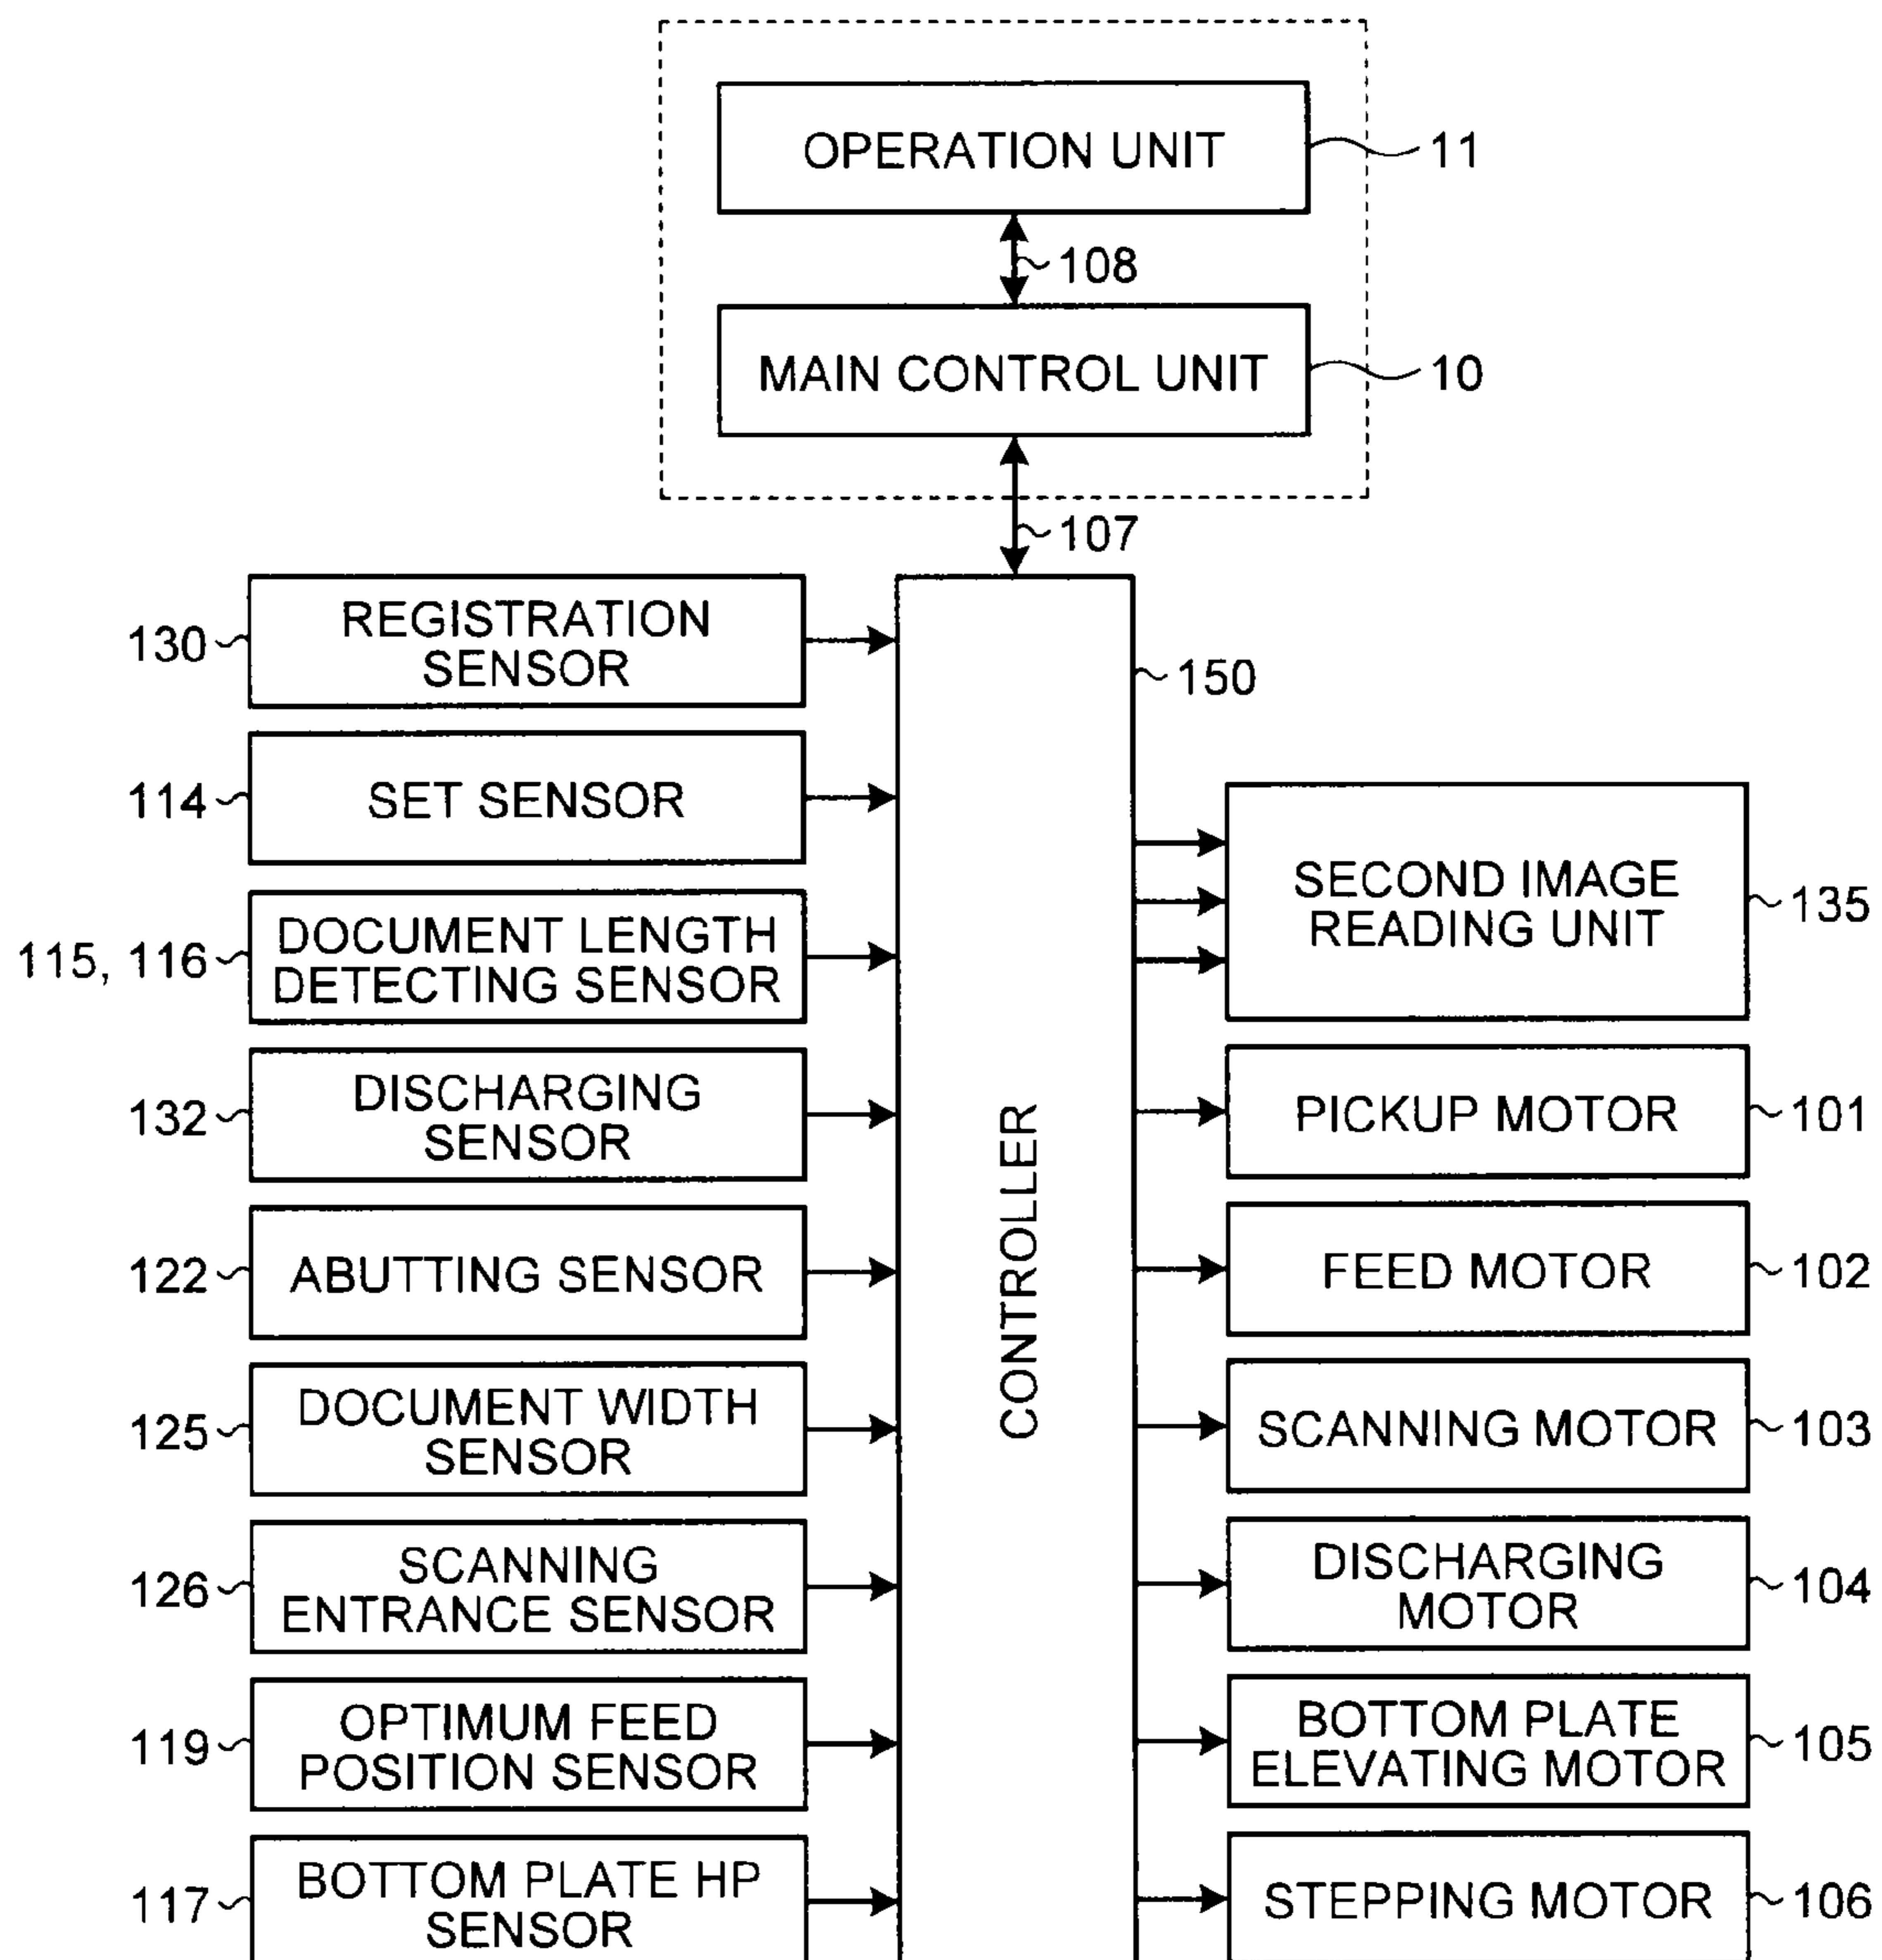 OPERATION UNIT
11
108
MAIN CONTROL UNIT
10
107
130
REGISTRATION
SENSOR
114
SET SENSOR
115, 116
DOCUMENT LENGTH
DETECTING SENSOR
132
DISCHARGING
SENSOR
122
ABUTTING SENSOR
125
DOCUMENT WIDTH
SENSOR
126
SCANNING
ENTRANCE SENSOR
119
OPTIMUM FEED
POSITION SENSOR
117
BOTTOM PLATE HP
SENSOR
CONTROLLER
150
SECOND IMAGE
READING UNIT
135
PICKUP MOTOR
101
FEED MOTOR
102
SCANNING MOTOR
103
DISCHARGING
MOTOR
104
BOTTOM PLATE
ELEVATING MOTOR
105
STEPPING MOTOR
106